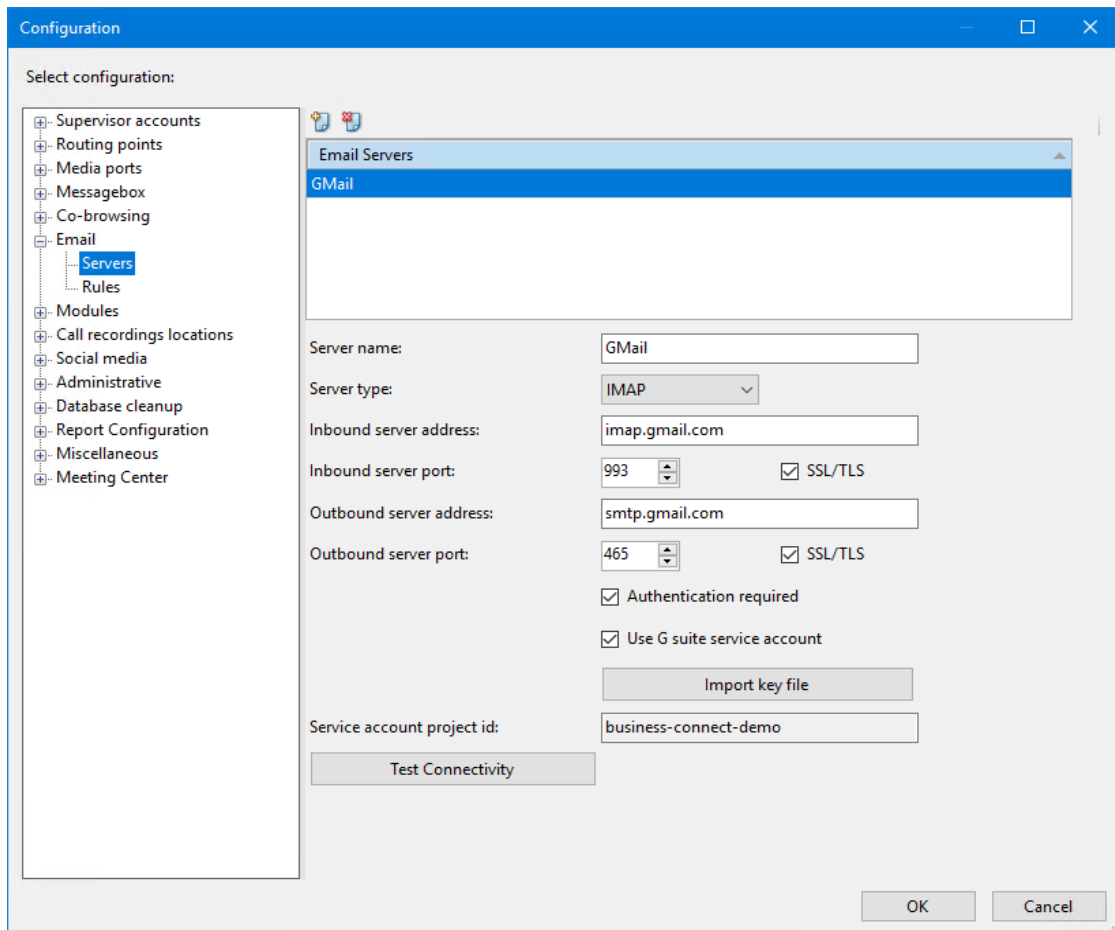 Configuration
Select configuration:
Supervisor accounts
Routing points
Media ports
Messagebox
Co-browsing
Email
Servers
Rules
Modules
Call recordings locations
Social media
Administrative
Database cleanup
Report Configuration
Miscellaneous
Meeting Center
Email Servers
GMail
Server name: GMail
Server type: IMAP
Inbound server address: imap.gmail.com
Inbound server port: 993 SSL/TLS
Outbound server address: smtp.gmail.com
Outbound server port: 465 SSL/TLS
Authentication required
Use G suite service account
Import key file
Service account project id: business-connect-demo
Test Connectivity
OK Cancel